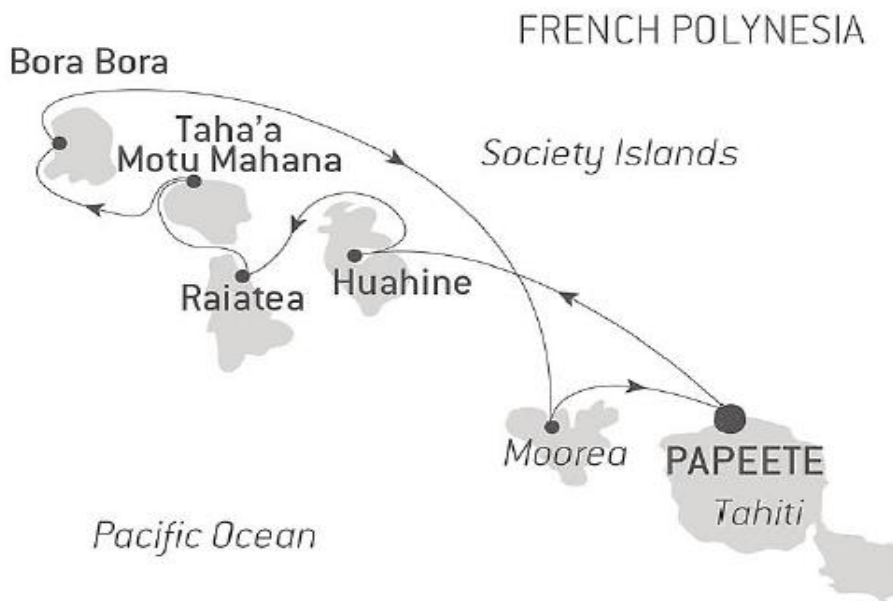 FRENCH POLYNESIA
Bora Bora
Taha'a
Motu Mahana
Society Islands
Huahine
Raiatea
Moorea
PAPEETE
Tahiti
Pacific Ocean